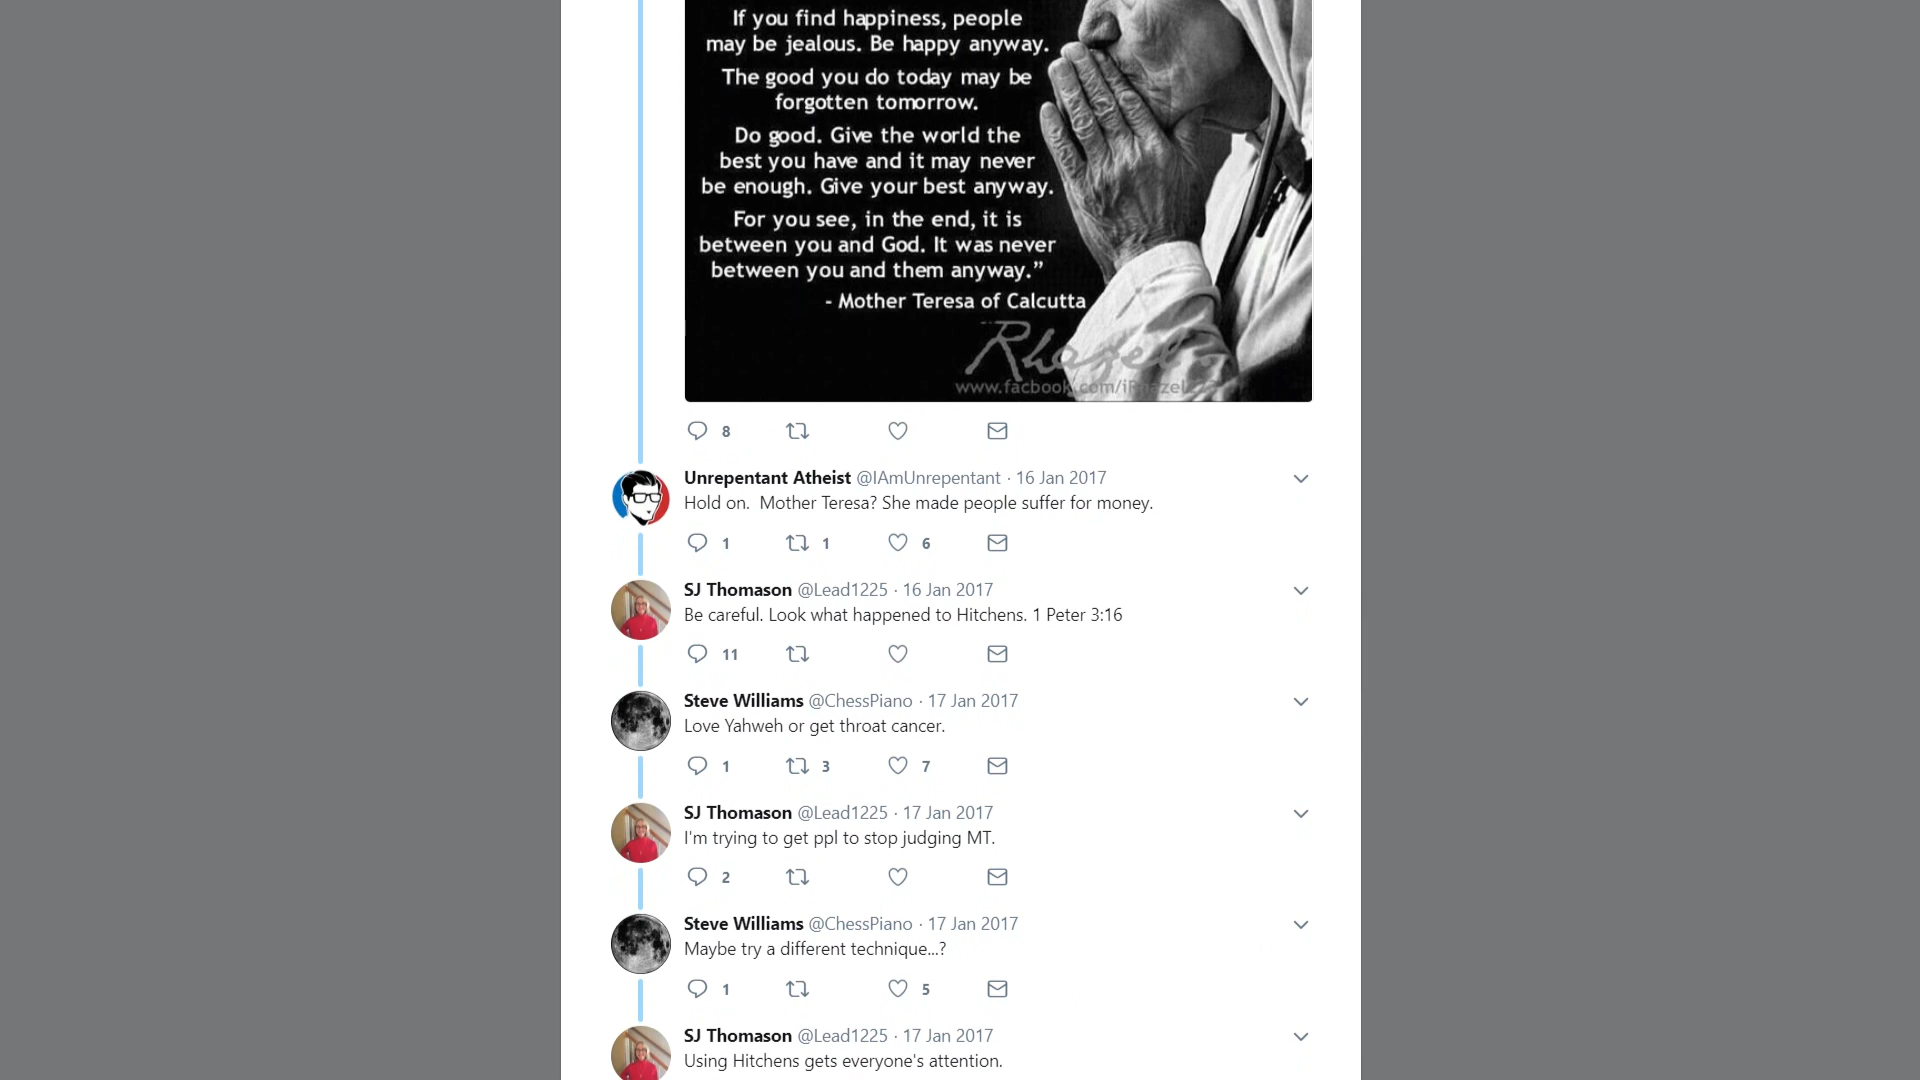 If you find happiness, people
may be jealous. Be happy anyway.
The good you do today may be
forgotten tomorrow.
Do good. Give the world the
best you have and it may never
be enough. Give your best anyway.
For you see, in the end, it is
between you and God. It was never
between you and them anyway.”
- Mother Teresa of Calcutta
8
Unrepentant Atheist @IAmUnrepentant · 16 Jan 2017
Hold on.  Mother Teresa? She made people suffer for money.
1 1 6
SJ Thomason @Lead1225 · 16 Jan 2017
Be careful. Look what happened to Hitchens. 1 Peter 3:16
11
Steve Williams @ChessPiano · 17 Jan 2017
Love Yahweh or get throat cancer.
1 3 7
SJ Thomason @Lead1225 · 17 Jan 2017
I'm trying to get ppl to stop judging MT.
2
Steve Williams @ChessPiano · 17 Jan 2017
Maybe try a different technique...?
1 5
SJ Thomason @Lead1225 · 17 Jan 2017
Using Hitchens gets everyone's attention.